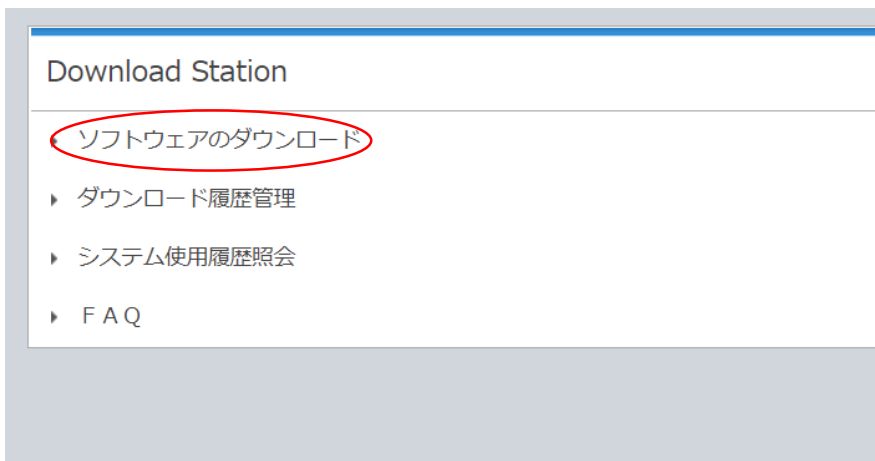 Download Station
ソフトウェアのダウンロード
ダウンロード履歴管理
システム使用履歴照会
ＦＡＱ